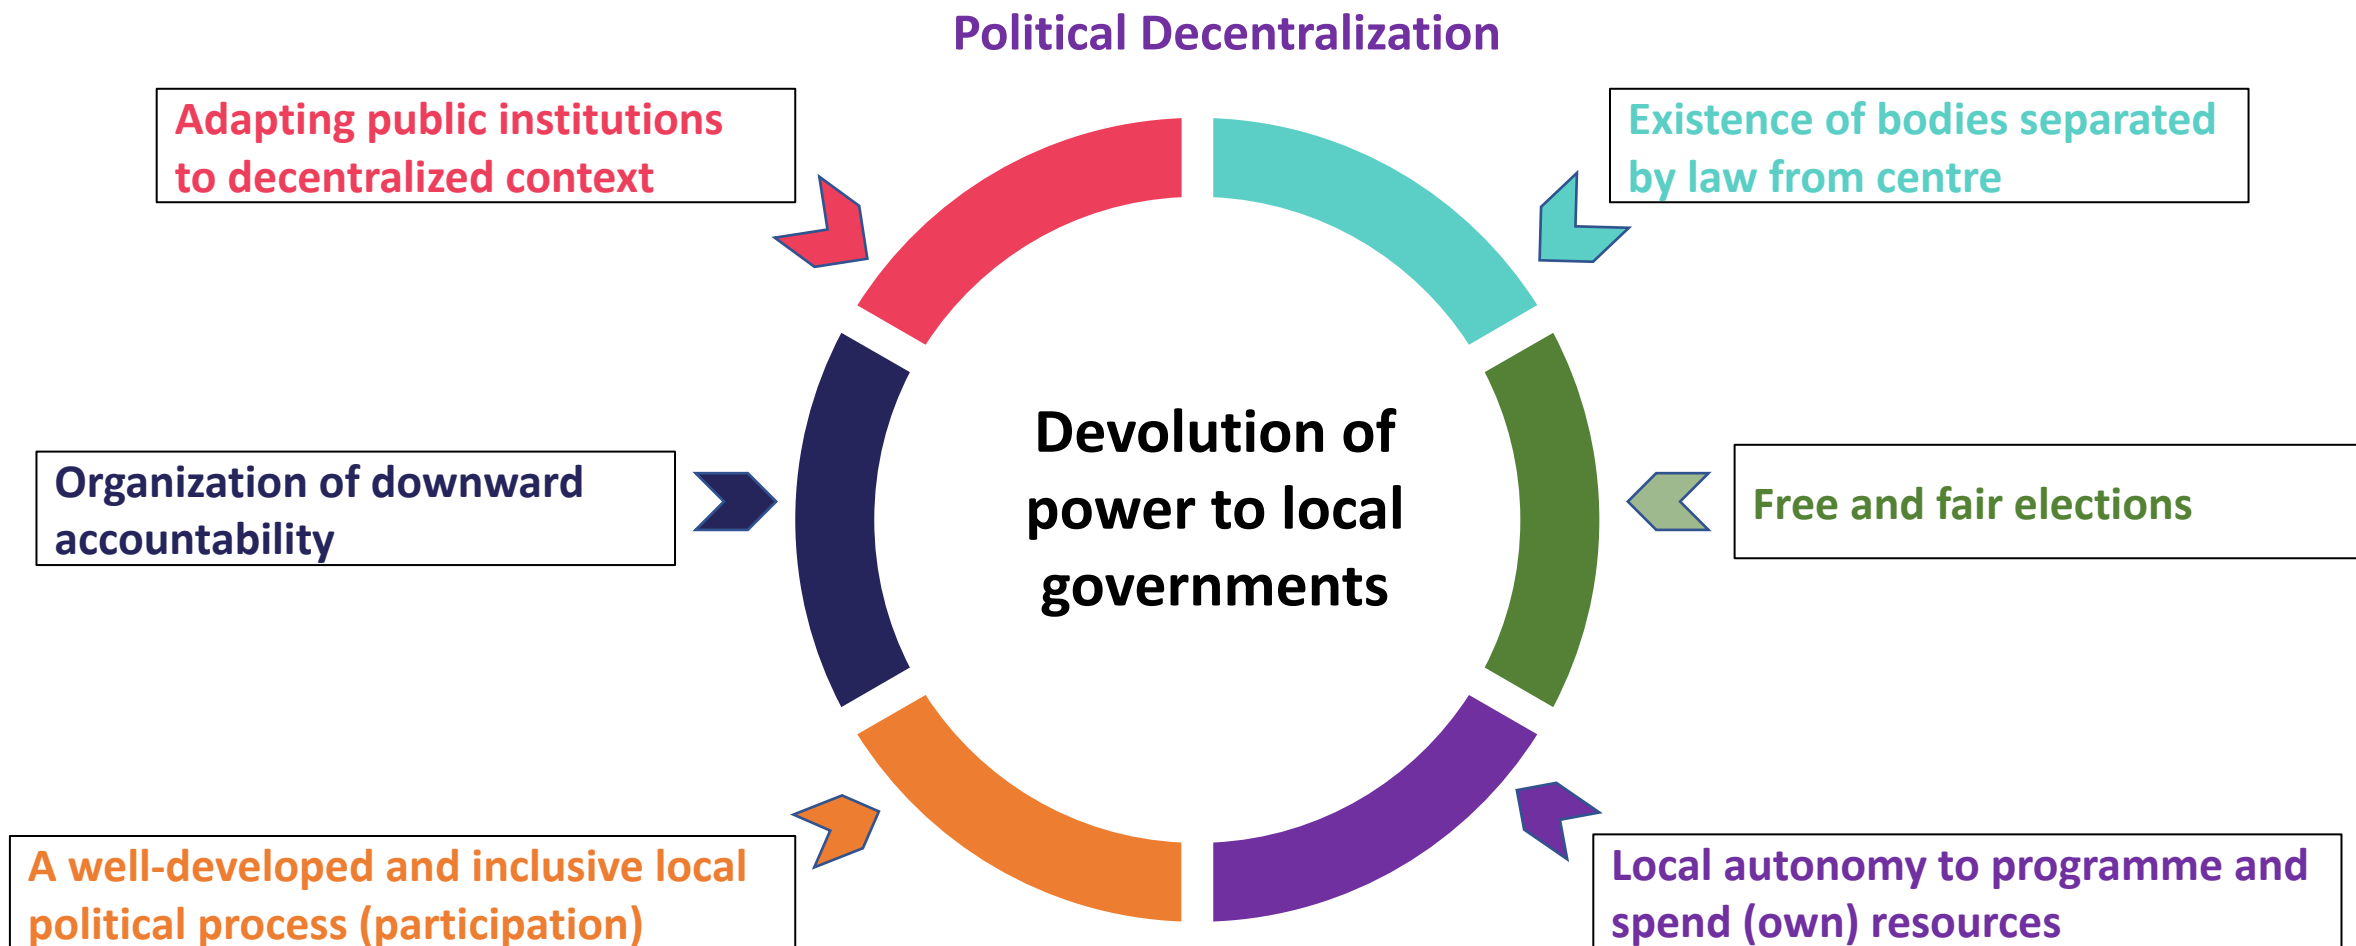 Political Decentralization
Adapting public institutions
to decentralized context
Existence of bodies separated
by law from centre
Organization of downward
accountability
Devolution of
power to local
governments
Free and fair elections
A well-developed and inclusive local
political process (participation)
Local autonomy to programme and
spend (own) resources